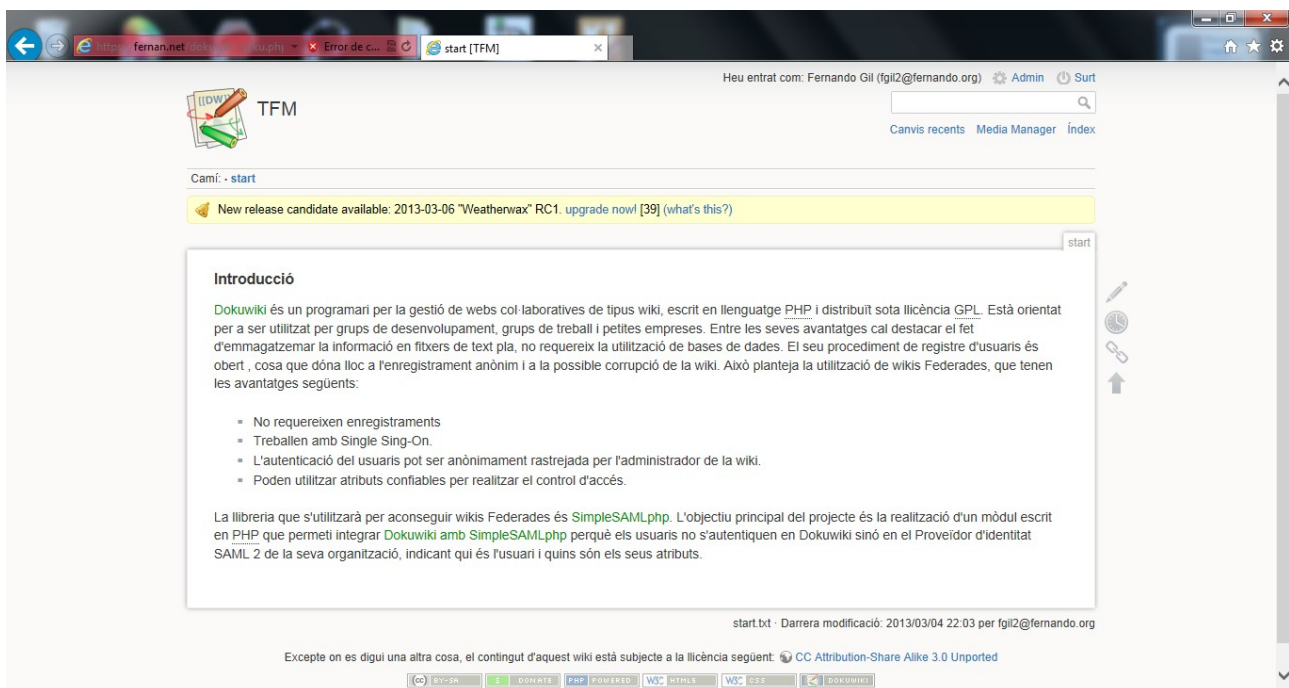 fernan.net
Error de c...
start [TFM]
Heu entrat com: Fernando Gil (fgil2@fernando.org) Admin Surt
TFM
Canvis recents Media Manager Índex
Camí: · start
New release candidate available: 2013-03-06 "Weatherwax" RC1. upgrade now! [39] (what's this?)
start
Introducció
Dokuwiki és un programari per la gestió de webs col·laboratives de tipus wiki, escrit en llenguatge PHP i distribuït sota llicència GPL. Està orientat
per a ser utilitzat per grups de desenvolupament, grups de treball i petites empreses. Entre les seves avantatges cal destacar el fet
d'emmagatzemar la informació en fitxers de text pla, no requereix la utilització de bases de dades. El seu procediment de registre d'usuaris és
obert , cosa que dóna lloc a l'enregistrament anònim i a la possible corrupció de la wiki. Això planteja la utilització de wikis Federades, que tenen
les avantatges següents:
No requereixen enregistraments
Treballen amb Single Sing-On.
L'autenticació del usuaris pot ser anònimament rastrejada per l'administrador de la wiki.
Poden utilitzar atributs confiables per realitzar el control d'accés.
La llibreria que s'utilitzarà per aconseguir wikis Federades és SimpleSAMLphp. L'objectiu principal del projecte és la realització d'un mòdul escrit
en PHP que permeti integrar Dokuwiki amb SimpleSAMLphp perquè els usuaris no s'autentiquen en Dokuwiki sinó en el Proveïdor d'identitat
SAML 2 de la seva organització, indicant qui és l'usuari i quins són els seus atributs.
start.txt · Darrera modificació: 2013/03/04 22:03 per fgil2@fernando.org
Excepte on es digui una altra cosa, el contingut d'aquest wiki està subjecte a la llicència següent: CC Attribution-Share Alike 3.0 Unported
(cc) BY-SA $ DONATE PHP POWERED W3C HTML5 W3C CSS DOKUWIKI